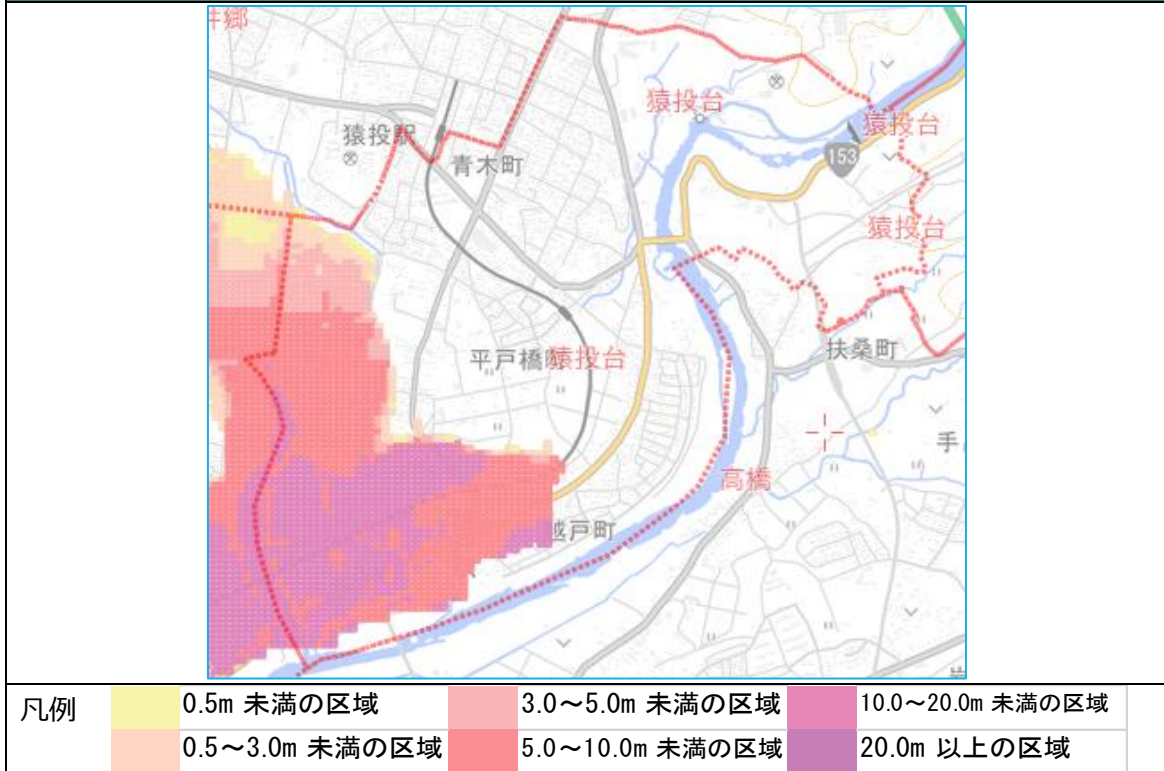 井郷
猿投台
猿投駅
猿投台
青木町
153
猿投台
平戸橋
猿投台
扶桑町
手
高橋
越戸町
凡例
0.5m 未満の区域
3.0～5.0m 未満の区域
10.0～20.0m 未満の区域
0.5～3.0m 未満の区域
5.0～10.0m 未満の区域
20.0m 以上の区域